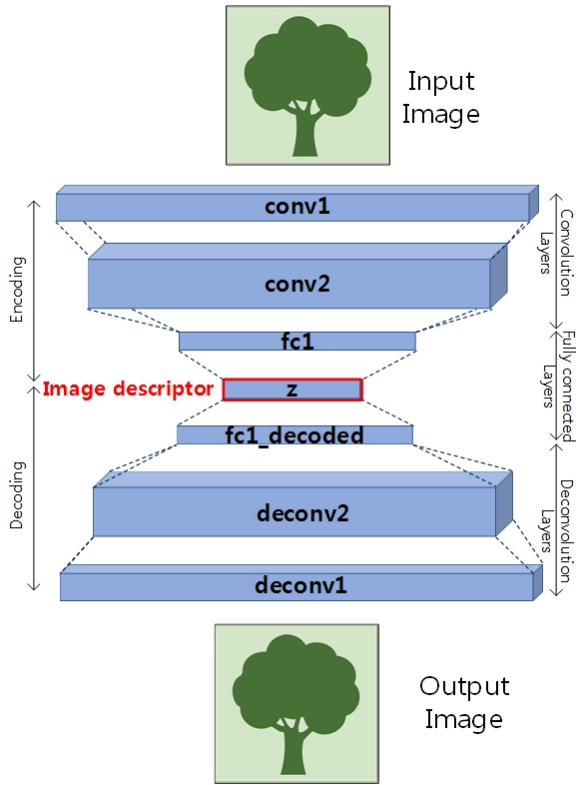 Input
Image
conv1
Encoding
Convolution
Layers
conv2
fc1
Fully connected
Layers
Image descriptor
z
fc1_decoded
Decoding
Deconvolution
Layers
deconv2
deconv1
Output
Image